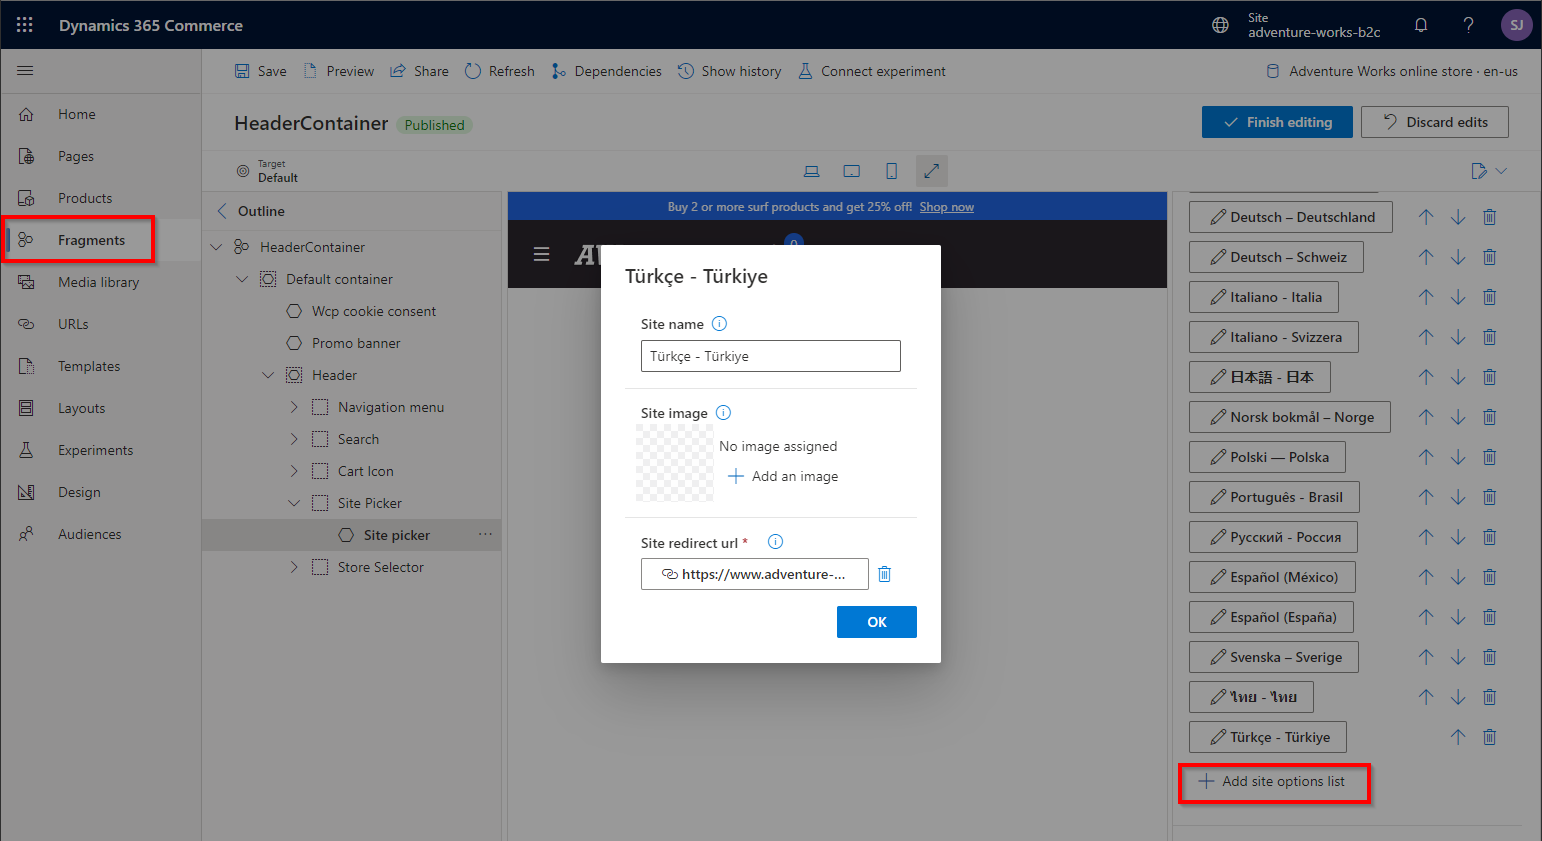 Dynamics 365 Commerce
Site
adventure-works-b2c
?
SJ
Save
Preview
Share
Refresh
Dependencies
Show history
Connect experiment
Adventure Works online store · en-us
Home
Pages
Products
Fragments
Media library
URLs
Templates
Layouts
Experiments
Design
Audiences
HeaderContainer
Published
Finish editing
Discard edits
Target
Default
Outline
HeaderContainer
Default container
Wcp cookie consent
Promo banner
Header
Navigation menu
Search
Cart Icon
Site Picker
Site picker
...
Store Selector
Buy 2 or more surf products and get 25% off! Shop now
0
Türkçe - Türkiye
Site name
Türkçe - Türkiye
Site image
No image assigned
Add an image
Site redirect url *
https://www.adventure-...
OK
Deutsch – Deutschland
Deutsch – Schweiz
Italiano - Italia
Italiano - Svizzera
日本語 - 日本
Norsk bokmål – Norge
Polski — Polska
Português - Brasil
Русский - Россия
Español (México)
Español (España)
Svenska – Sverige
ไทย - ไทย
Türkçe - Türkiye
Add site options list